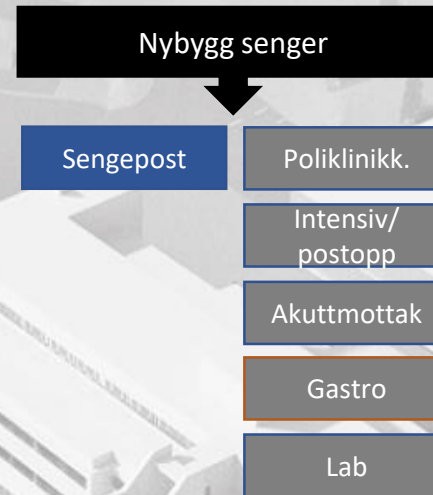 Nybygg senger
Sengepost
Poliklinikk.
Intensiv/
postopp
Akuttmottak
Gastro
Lab